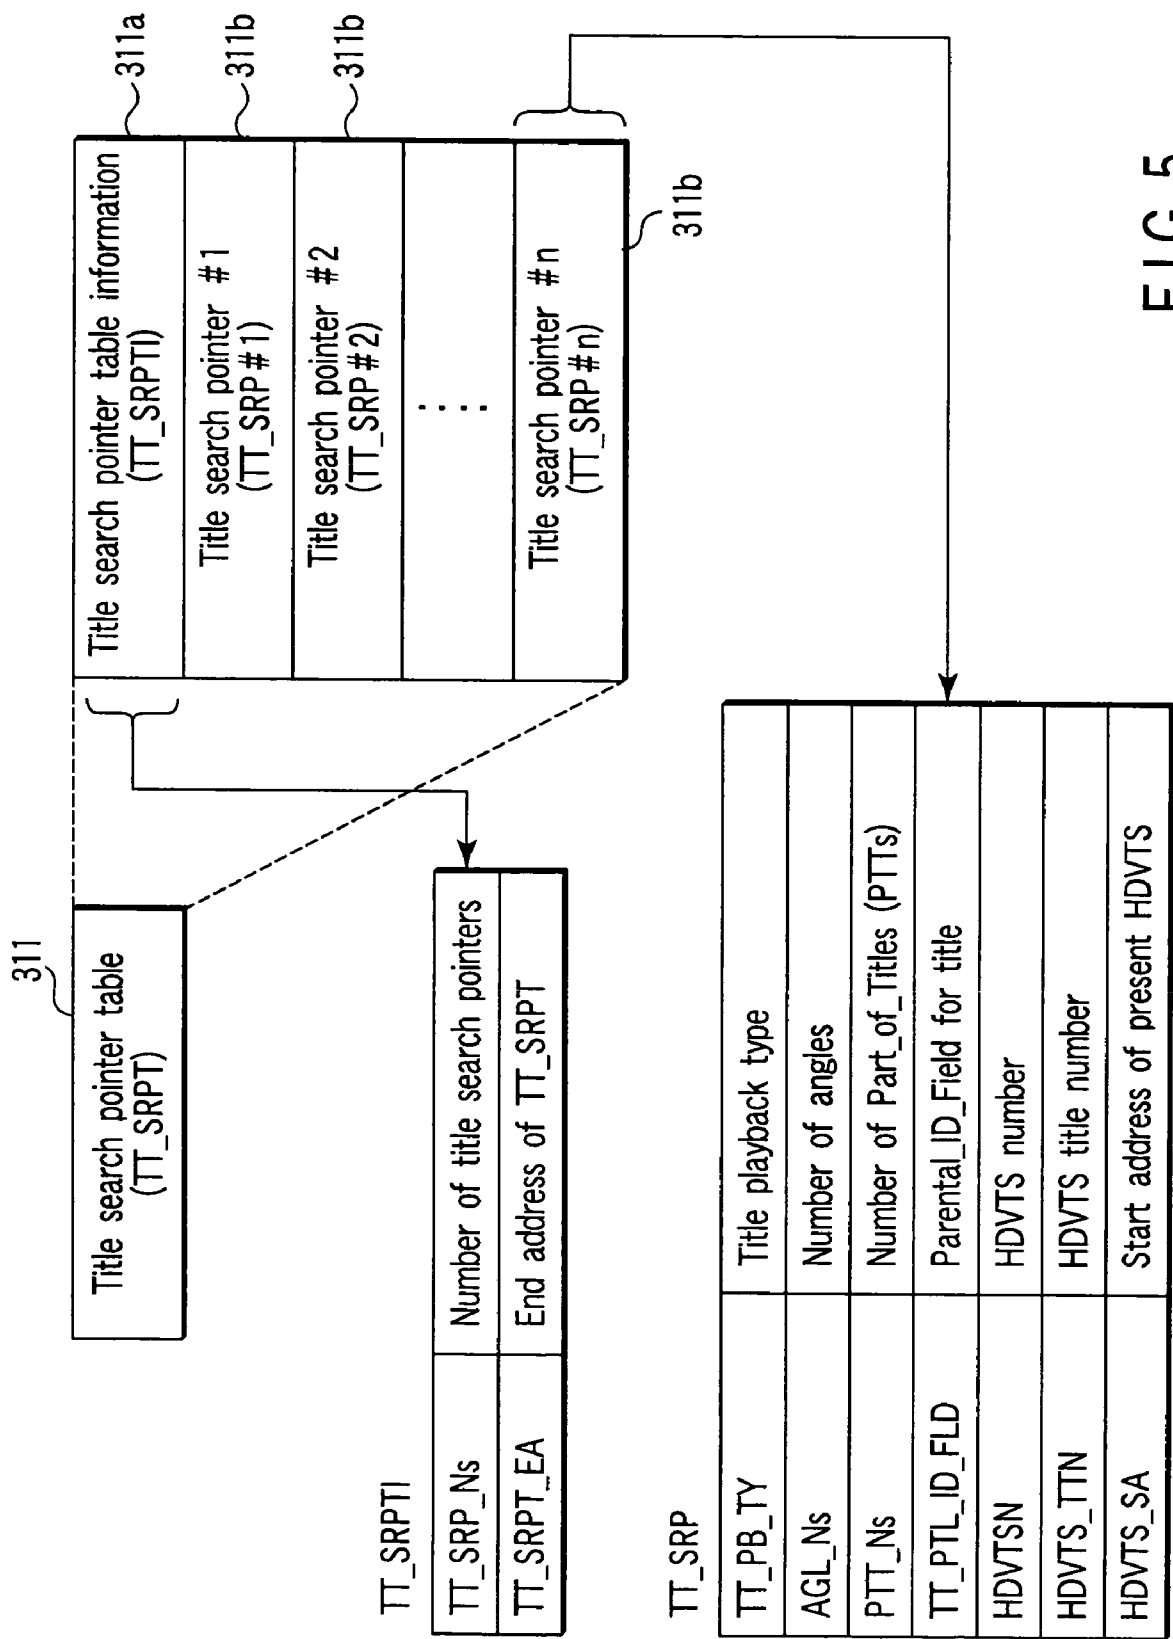 311
Title search pointer table
(TT_SRPT)
Title search pointer table information
(TT_SRPTI)
311a
Title search pointer #1
(TT_SRP#1)
311b
Title search pointer #2
(TT_SRP#2)
311b
....
Title search pointer #n
(TT_SRP#n)
311b
TT_SRPTI
TT_SRP_Ns Number of title search pointers
TT_SRPT_EA End address of TT_SRPT
TT_SRP
TT_PB_TY Title playback type
AGL_Ns Number of angles
PTT_Ns Number of Part_of_Titles (PTTs)
TT_PTL_ID_FLD Parental_ID_Field for title
HDVTSN HDVTS number
HDVTS_TTN HDVTS title number
HDVTS_SA Start address of present HDVTS
FIG. 5